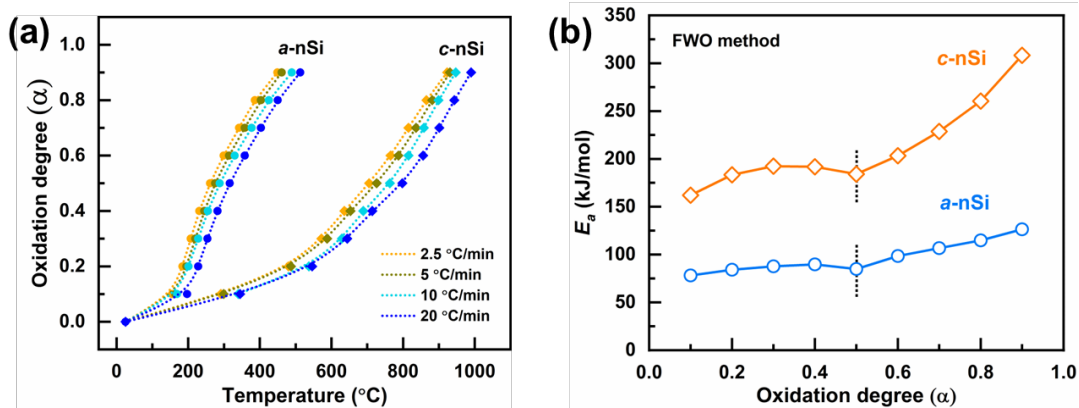 (a)
a-nSi
c-nSi
Oxidation degree (α)
1.0
0.8
0.6
0.4
0.2
0.0
2.5 °C/min
5 °C/min
10 °C/min
20 °C/min
0
200
400
600
800
1000
Temperature (°C)
(b)
FWO method
c-nSi
a-nSi
Ea (kJ/mol)
350
300
250
200
150
100
50
0
0.0
0.2
0.4
0.6
0.8
1.0
Oxidation degree (α)